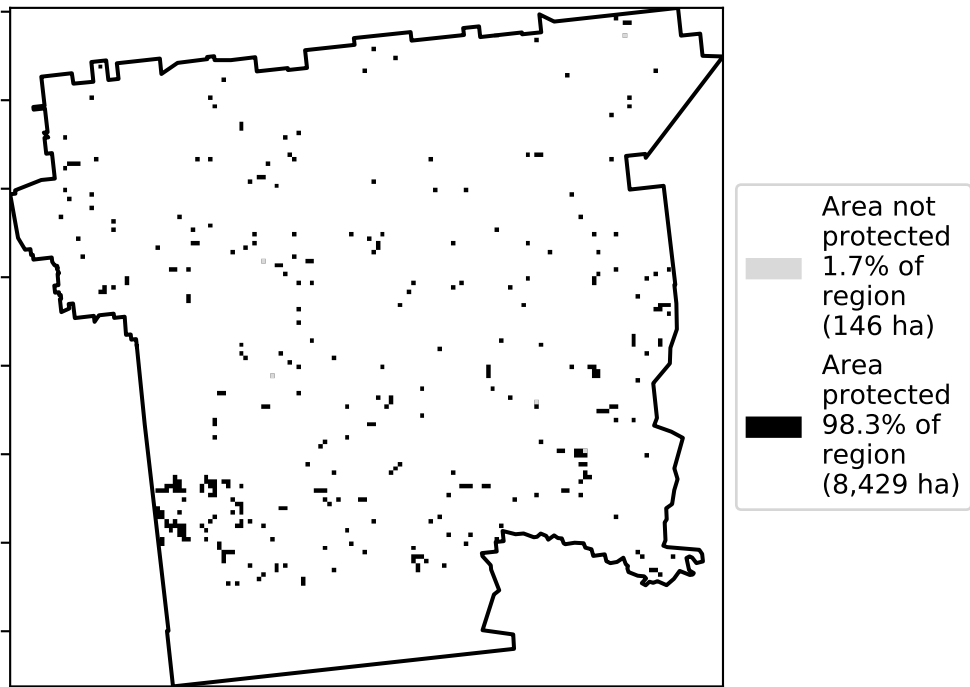 Area not
protected
1.7% of
region
(146 ha)
Area
protected
98.3% of
region
(8,429 ha)